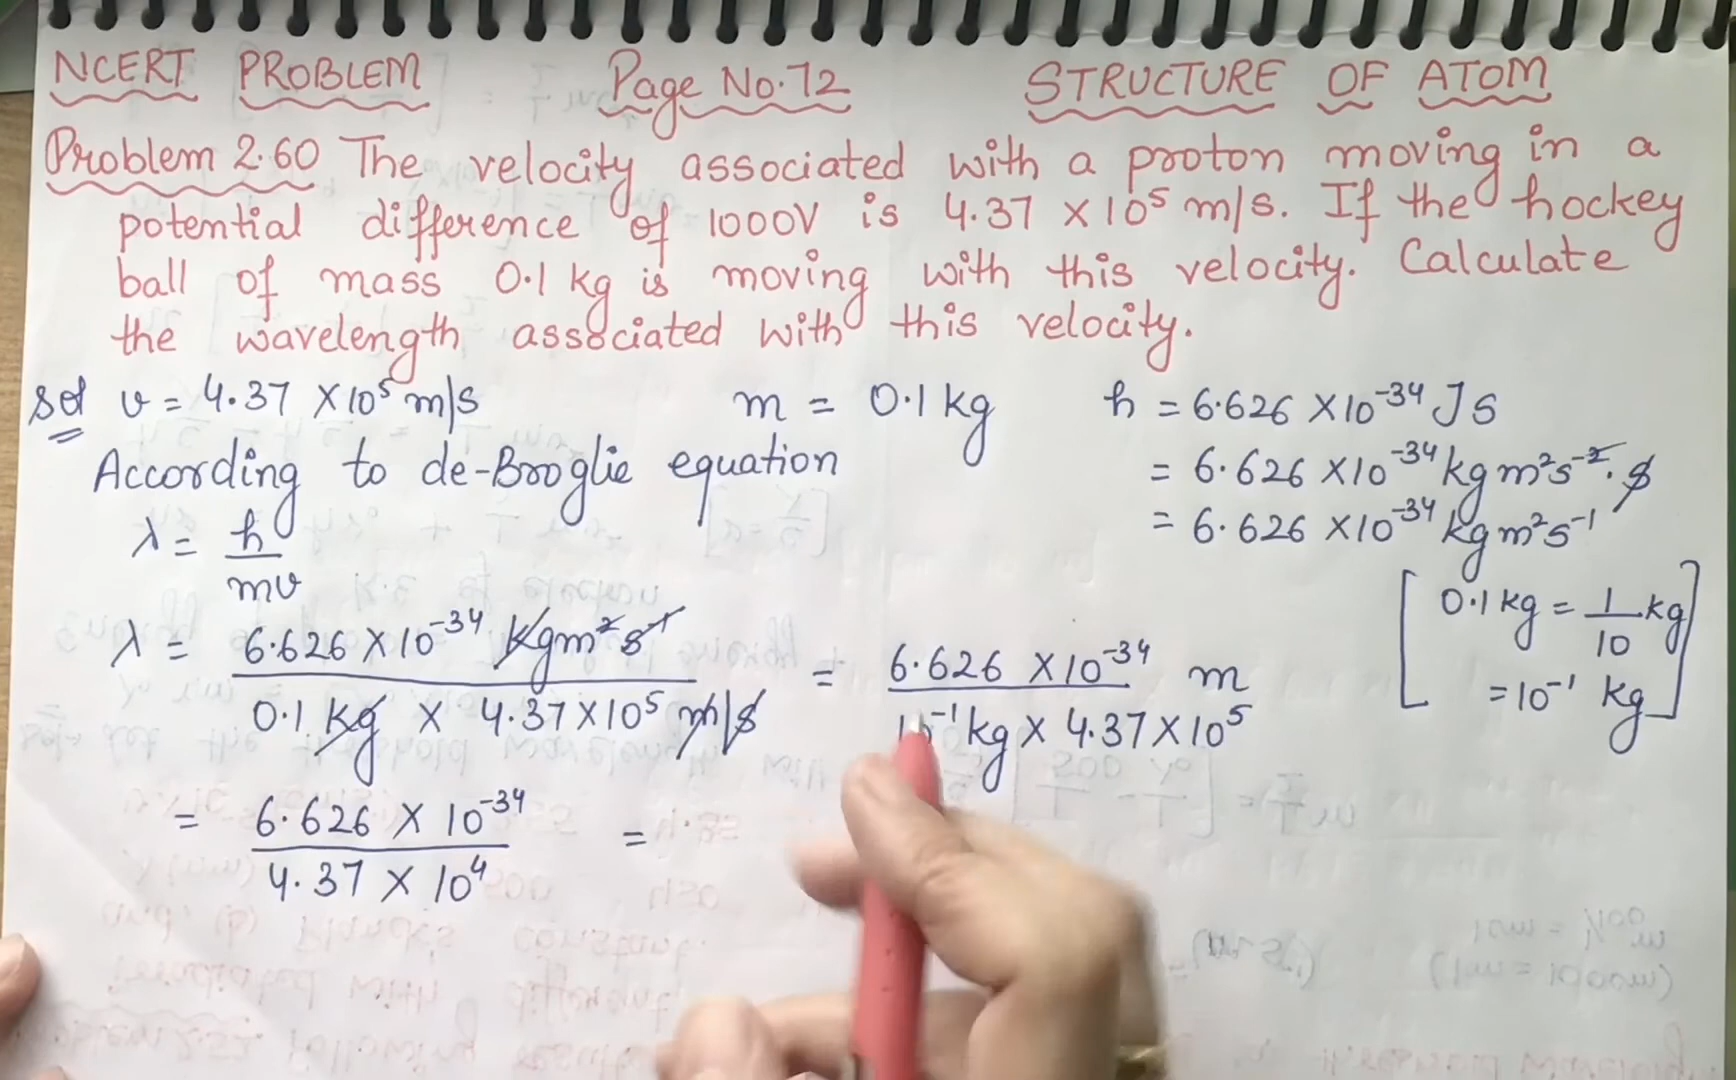 NCERT PROBLEM Page No.72 STRUCTURE OF ATOM
Problem 2.60 The velocity associated with a proton moving in a
potential difference of 1000V is 4.37 ×10⁵ m/s. If the hockey
ball of mass 0.1 kg is moving with this velocity. Calculate
the wavelength associated with this velocity.
Sol v = 4.37 ×10⁵ m/s m = 0.1 kg h = 6.626 ×10⁻³⁴ JS
According to de-Broglie equation = 6.626 ×10⁻³⁴ kg m²s⁻².s
= 6.626 ×10⁻³⁴ kg m²s⁻¹
λ = h
mv
0.1 kg = 1/10 kg
= 10⁻¹ kg
λ = 6.626 ×10⁻³⁴ Kgm²s⁻¹ = 6.626 ×10⁻³⁴ m
0.1 kg × 4.37×10⁵ m/s 10⁻¹ kg × 4.37×10⁵
= 6.626 × 10⁻³⁴ =
4.37 × 10⁴